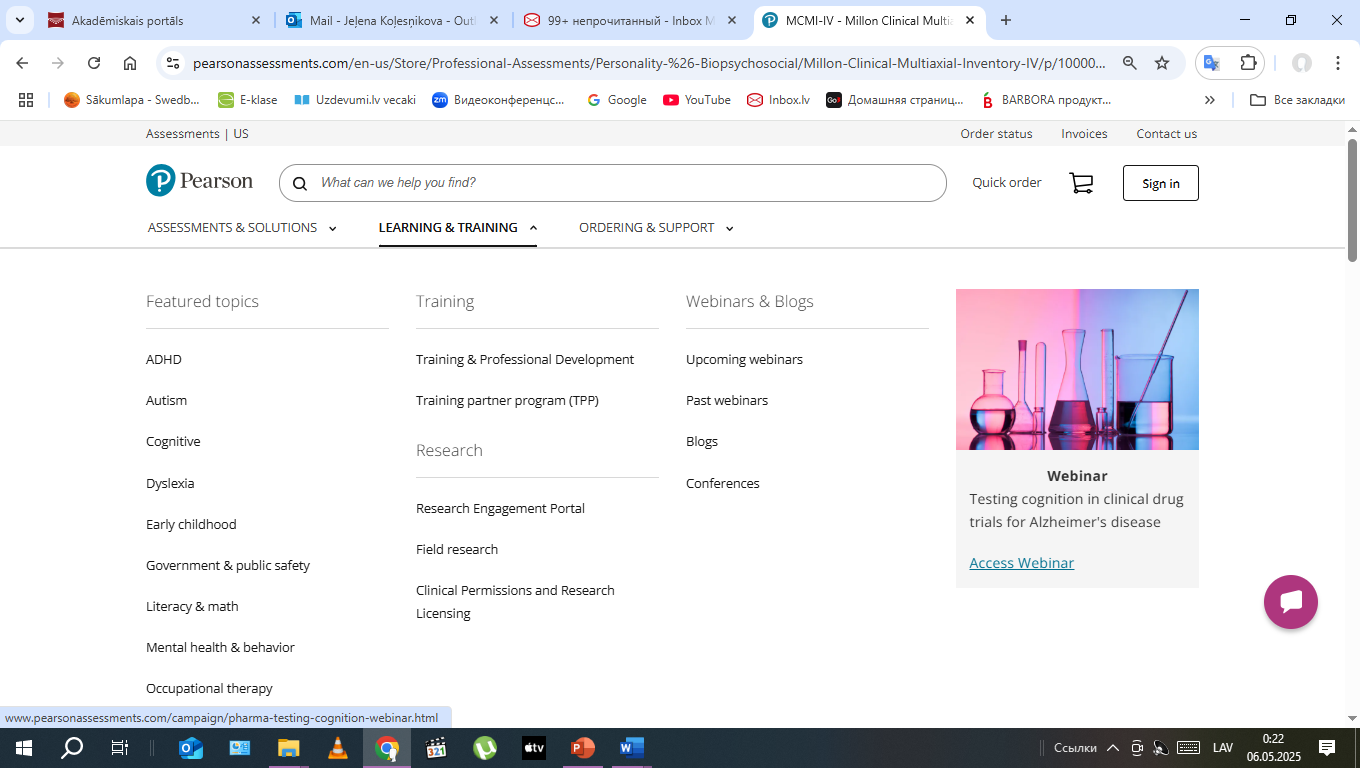 Akadēmiskais portāls
Mail - Jeļena Koļesņikova - Outl
99+ непрочитанный - Inbox M
MCMI-IV - Millon Clinical Multia
pearsonassessments.com/en-us/Store/Professional-Assessments/Personality-%26-Biopsychosocial/Millon-Clinical-Multiaxial-Inventory-IV/p/10000...
Sākumlapa - Swedb...
E-klase
Uzdevumi.lv vecaki
Видеоконференцс...
Google
YouTube
Inbox.lv
Домашняя страниц...
BARBORA продукт...
Все закладки
Assessments | US
Order status
Invoices
Contact us
Pearson
What can we help you find?
Quick order
Sign in
ASSESSMENTS & SOLUTIONS
LEARNING & TRAINING
ORDERING & SUPPORT
Featured topics
ADHD
Autism
Cognitive
Dyslexia
Early childhood
Government & public safety
Literacy & math
Mental health & behavior
Occupational therapy
Training
Training & Professional Development
Training partner program (TPP)
Research
Research Engagement Portal
Field research
Clinical Permissions and Research
Licensing
Webinars & Blogs
Upcoming webinars
Past webinars
Blogs
Conferences
Webinar
Testing cognition in clinical drug
trials for Alzheimer's disease
Access Webinar
www.pearsonassessments.com/campaign/pharma-testing-cognition-webinar.html
Ссылки
LAV
0:22
06.05.2025